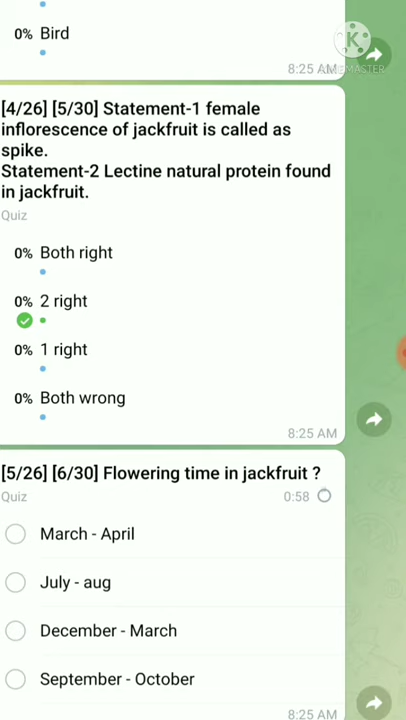 0% Bird
8:25 AM
K
KINEMASTER
[4/26] [5/30] Statement-1 female
inflorescence of jackfruit is called as
spike.
Statement-2 Lectine natural protein found
in jackfruit.
Quiz
0% Both right
0% 2 right
0% 1 right
0% Both wrong
8:25 AM
[5/26] [6/30] Flowering time in jackfruit ?
Quiz 0:58
March - April
July - aug
December - March
September - October
8:25 AM